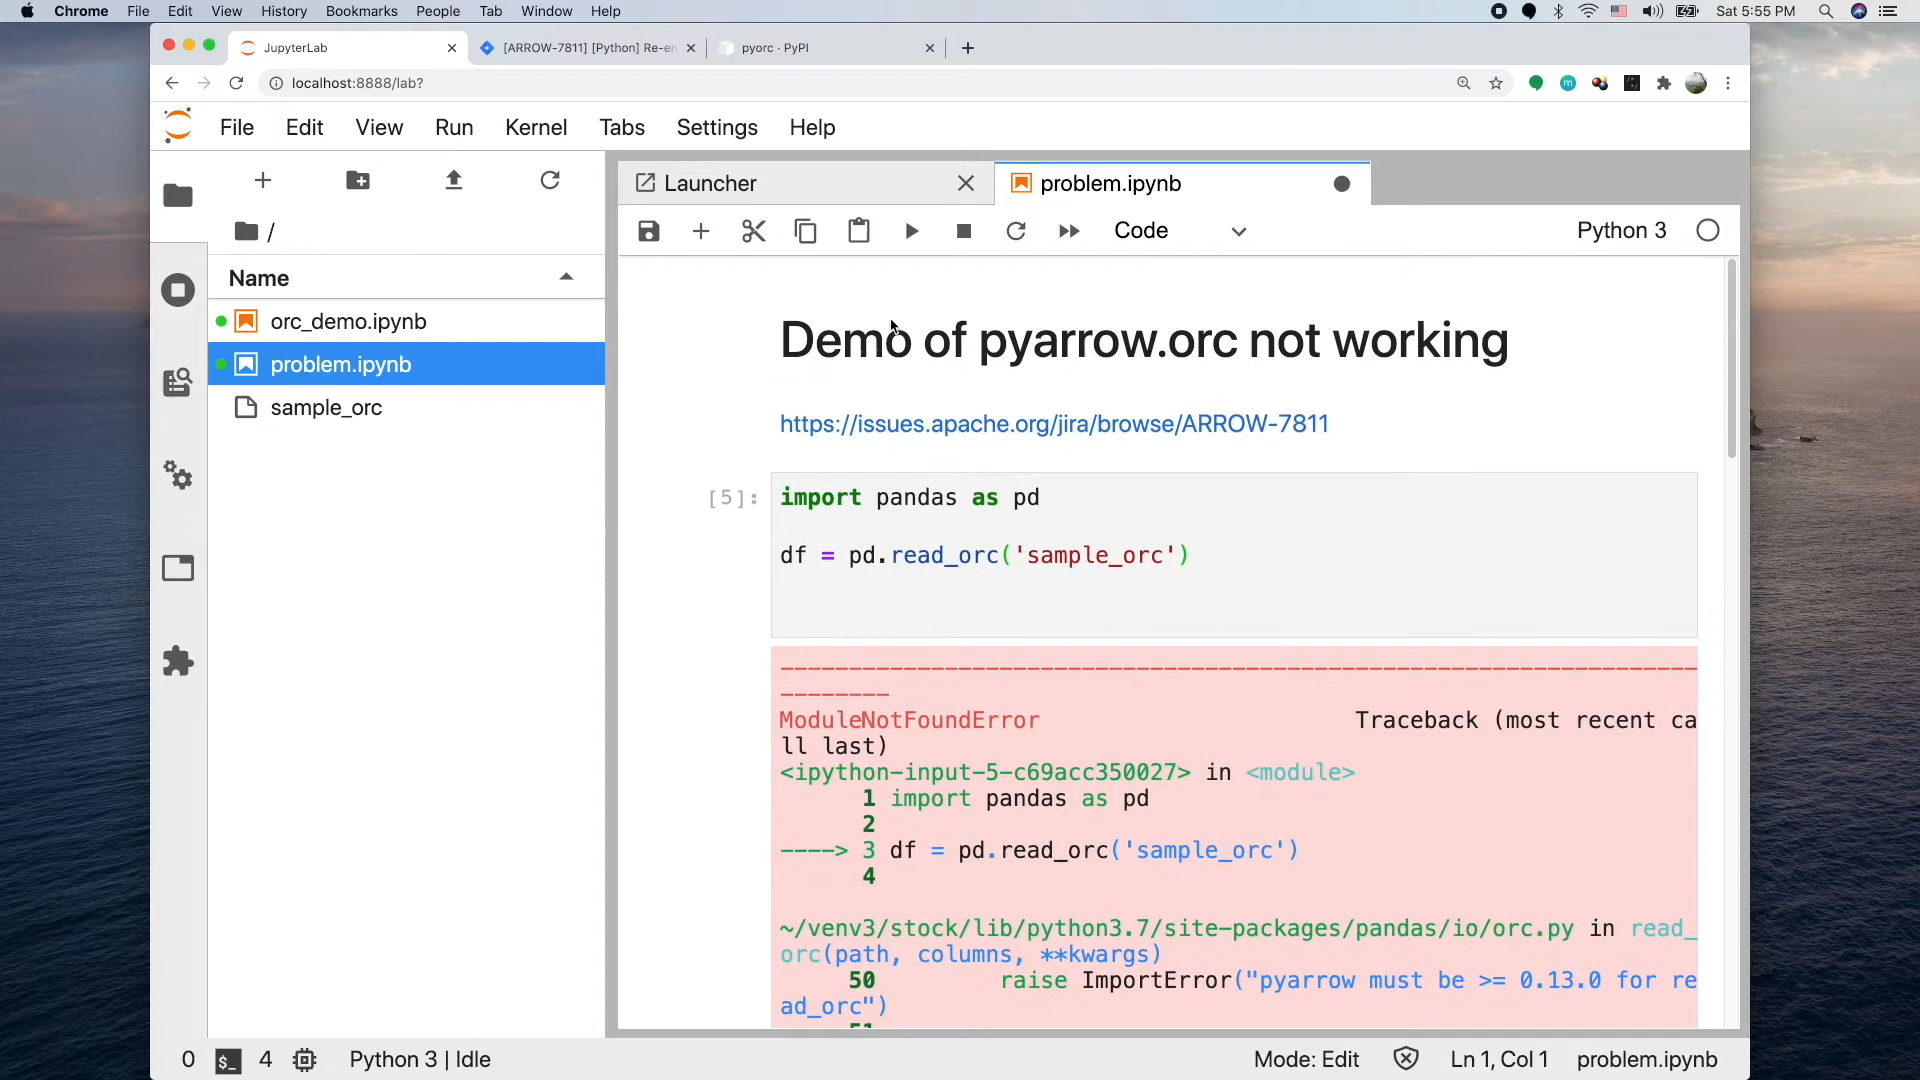 Chrome File Edit View History Bookmarks People Tab Window Help Sat 5:55 PM
JupyterLab [ARROW-7811] [Python] Re-en pyorc · PyPI
localhost:8888/lab?
File Edit View Run Kernel Tabs Settings Help
Launcher problem.ipynb
/
Code Python 3
Name
orc_demo.ipynb
problem.ipynb
sample_orc
Demo of pyarrow.orc not working
https://issues.apache.org/jira/browse/ARROW-7811
[5]: import pandas as pd
df = pd.read_orc('sample_orc')
---------------------------------------------------------------------------
ModuleNotFoundError Traceback (most recent ca
ll last)
<ipython-input-5-c69acc350027> in <module>
1 import pandas as pd
2
----> 3 df = pd.read_orc('sample_orc')
4
~/venv3/stock/lib/python3.7/site-packages/pandas/io/orc.py in read_
orc(path, columns, **kwargs)
50 raise ImportError("pyarrow must be >= 0.13.0 for re
ad_orc")
51
0 $_ 4 Python 3 | Idle Mode: Edit Ln 1, Col 1 problem.ipynb